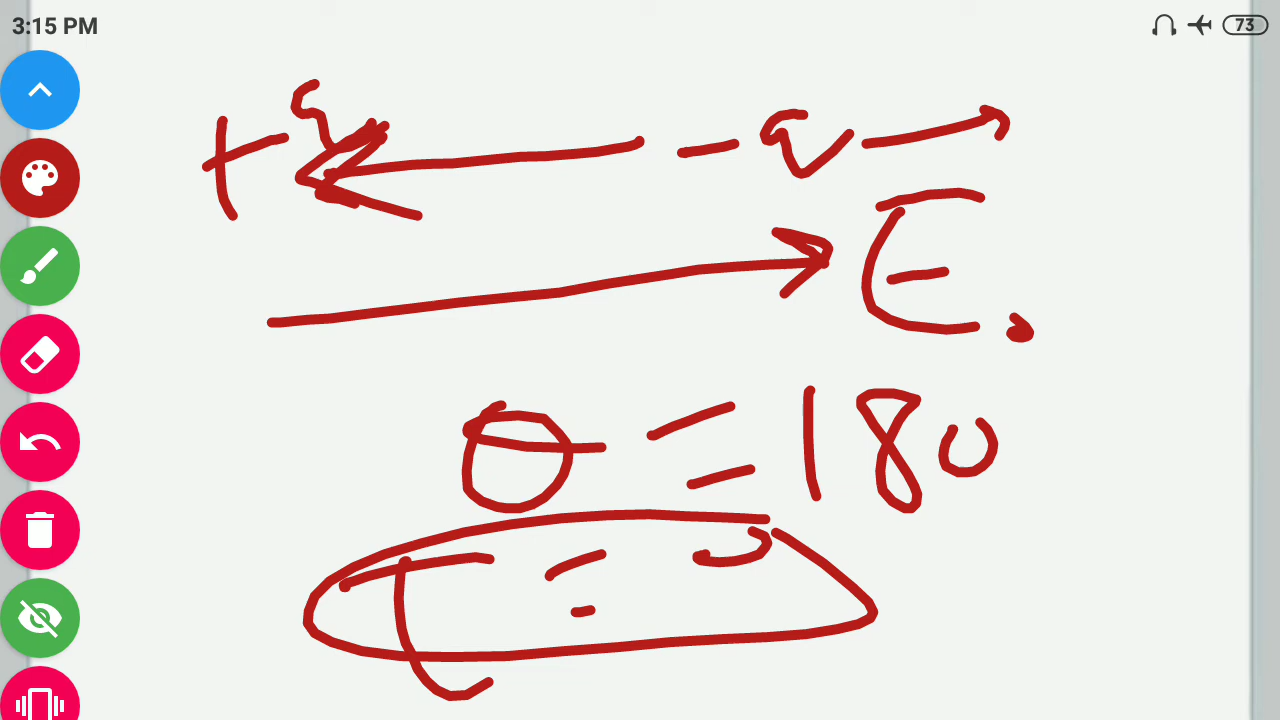 3:15 PM 73
+q -q
E
θ = 180
τ = 0